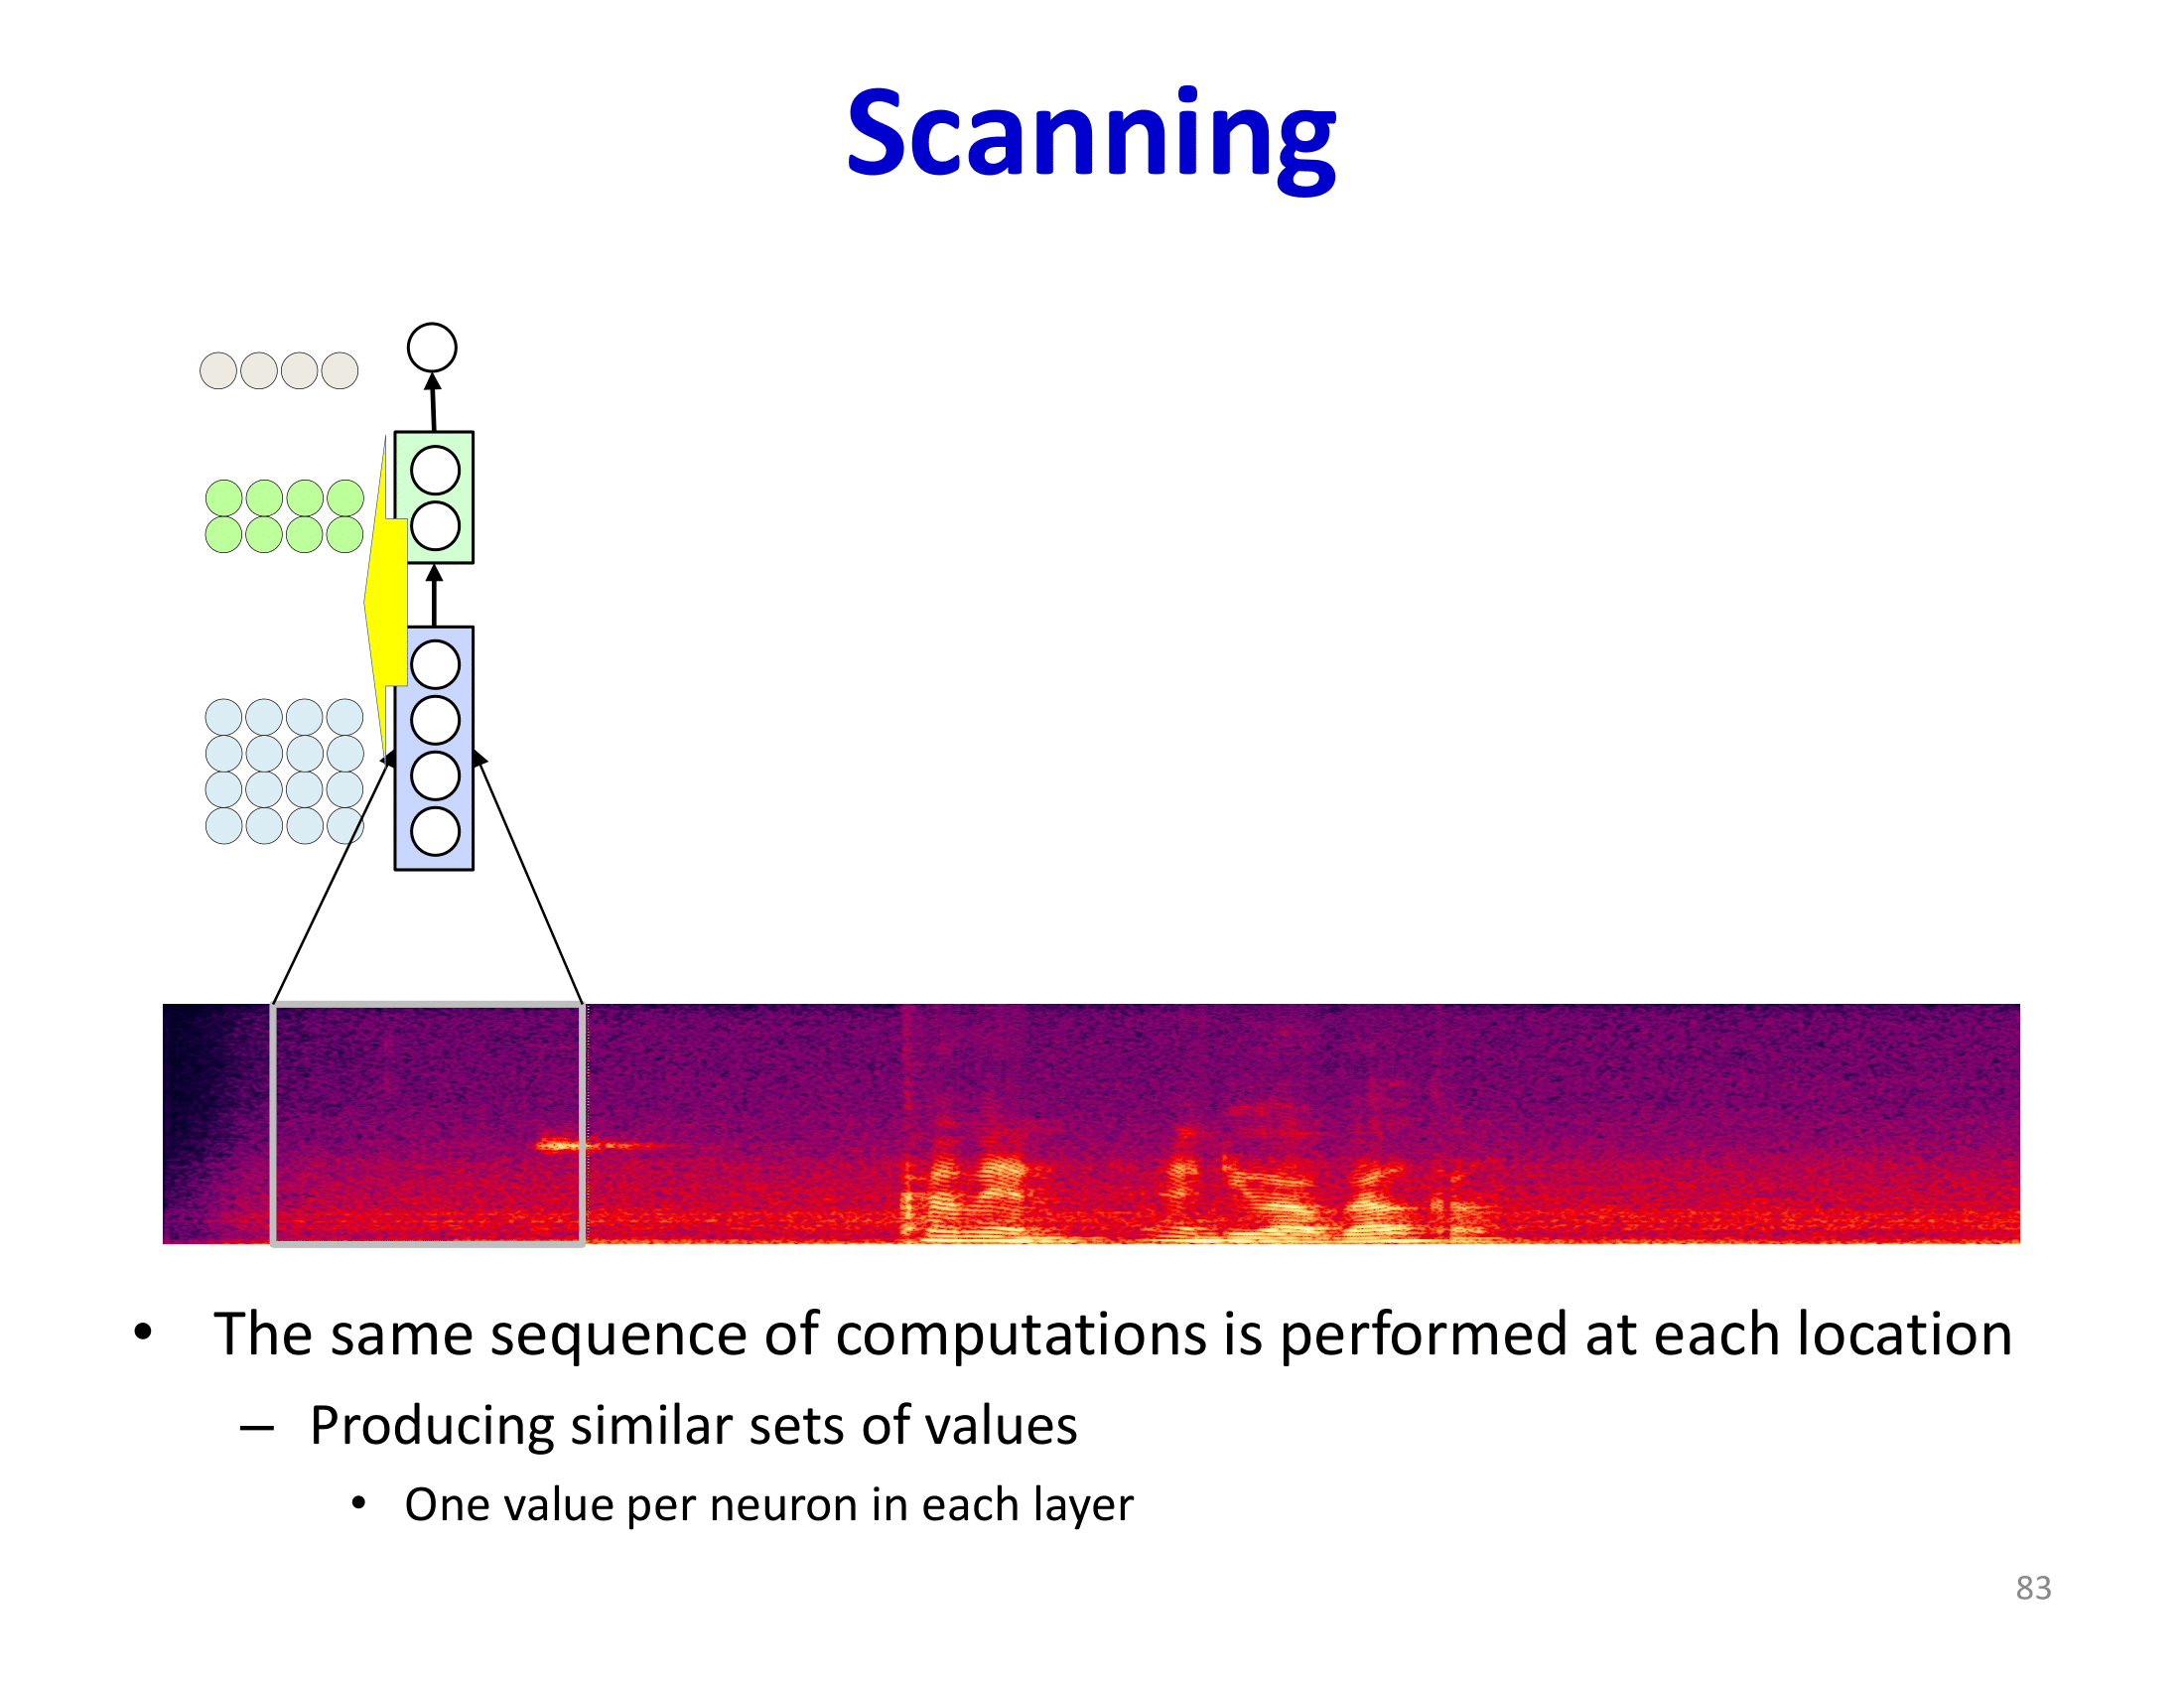 Scanning
• The same sequence of computations is performed at each location
– Producing similar sets of values
• One value per neuron in each layer
83